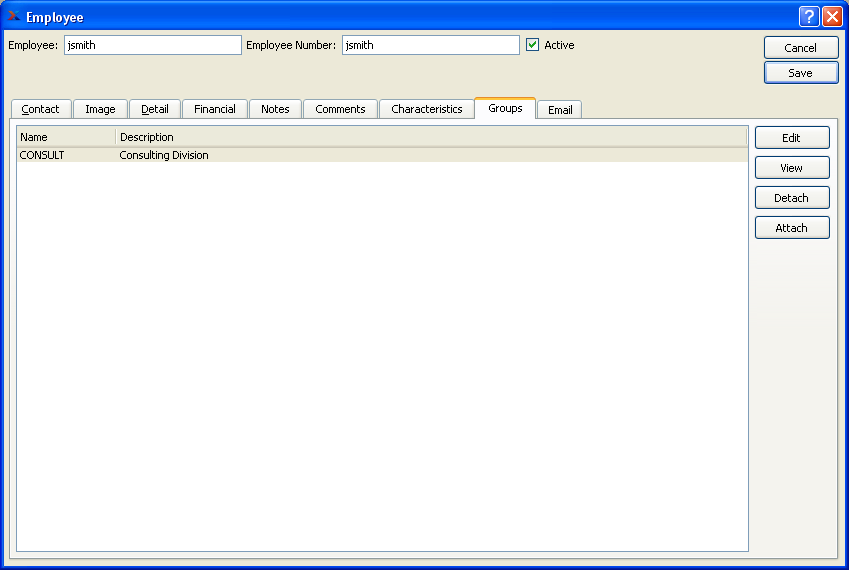 Employee
Employee: jsmith Employee Number: jsmith Active
Cancel
Save
Contact Image Detail Financial Notes Comments Characteristics Groups Email
Name Description
CONSULT Consulting Division
Edit
View
Detach
Attach